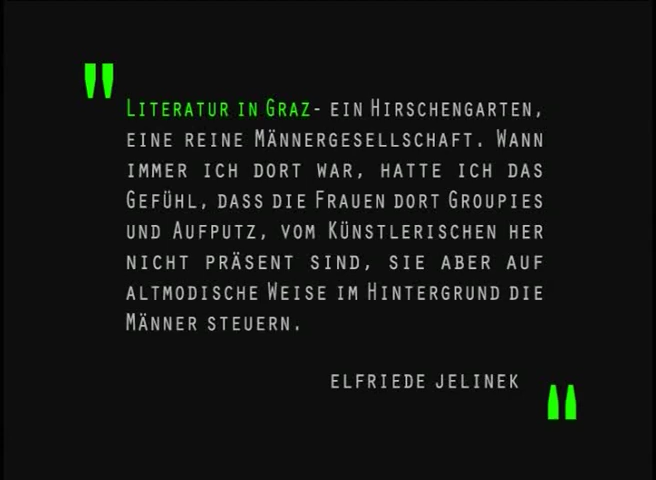 "
Literatur in Graz- ein Hirschengarten,
eine reine Männergesellschaft. Wann
immer ich dort war, hatte ich das
Gefühl, dass die Frauen dort Groupies
und Aufputz, vom Künstlerischen her
nicht präsent sind, sie aber auf
altmodische Weise im Hintergrund die
Männer steuern.
elfriede jelinek
"